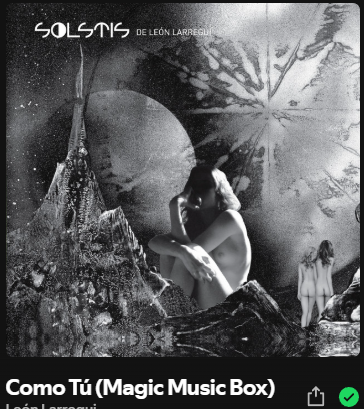 SOLSTIS DE LEÓN LARREGUI
Como Tú (Magic Music Box)
León Larregui